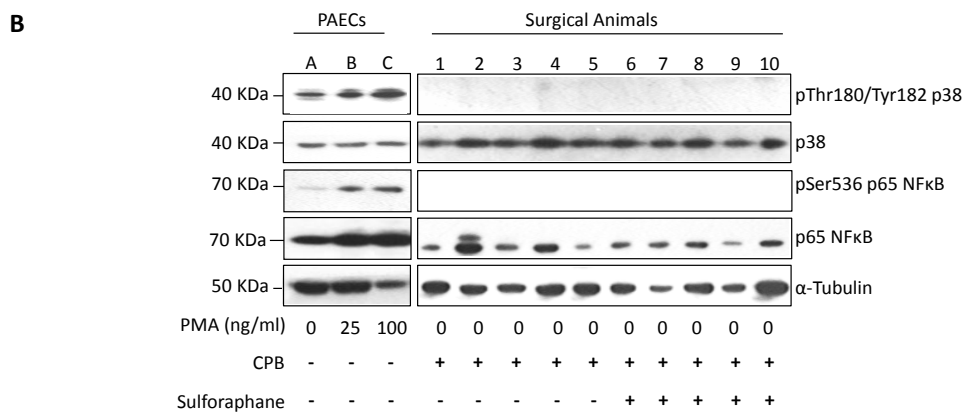 B
PAECs Surgical Animals
A B C 1 2 3 4 5 6 7 8 9 10
40 KDa pThr180/Tyr182 p38
40 KDa p38
70 KDa pSer536 p65 NFκB
70 KDa p65 NFκB
50 KDa α-Tubulin
PMA (ng/ml) 0 25 100 0 0 0 0 0 0 0 0 0 0
CPB - - - + + + + + + + + + +
Sulforaphane - - - - - - - - + + + + +